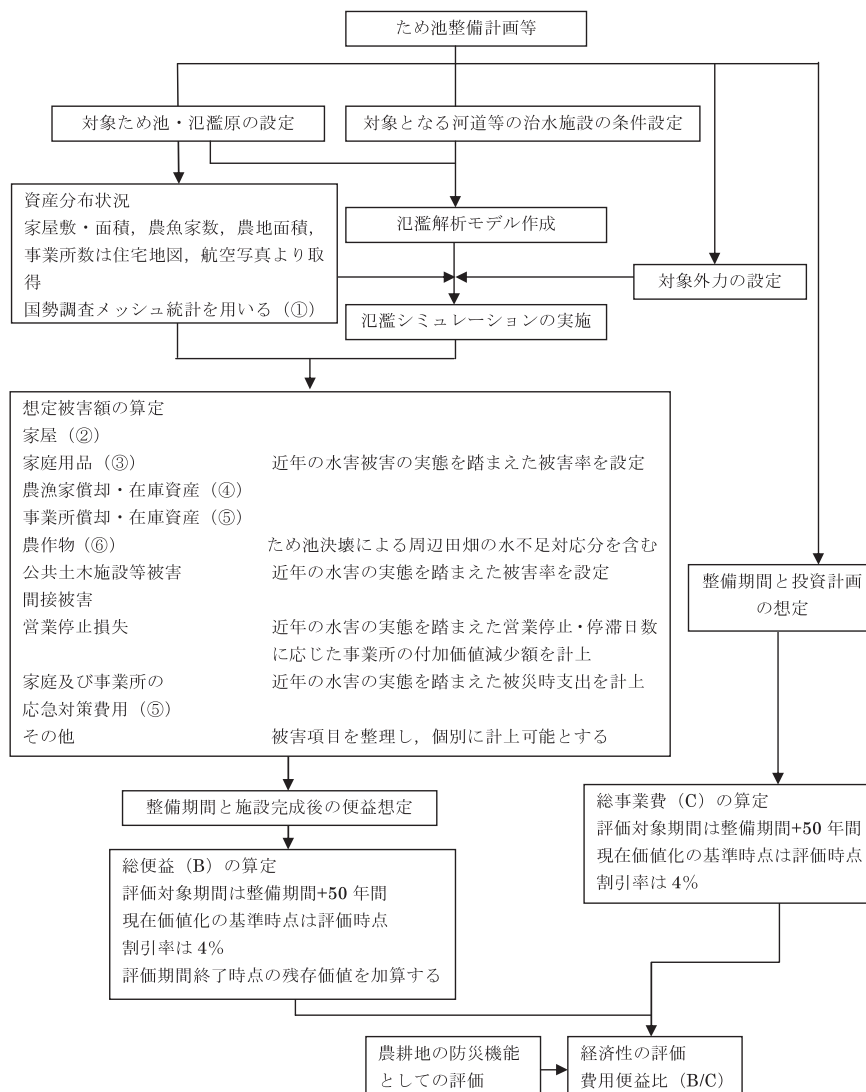 ため池整備計画等
対象ため池・氾濫原の設定
対象となる河道等の治水施設の条件設定
資産分布状況
家屋敷・面積，農魚家数，農地面積，
事業所数は住宅地図，航空写真より取
得
国勢調査メッシュ統計を用いる（①）
氾濫解析モデル作成
対象外力の設定
氾濫シミュレーションの実施
想定被害額の算定
家屋（②）
家庭用品（③） 近年の水害被害の実態を踏まえた被害率を設定
農漁家償却・在庫資産（④）
事業所償却・在庫資産（⑤）
農作物（⑥） ため池決壊による周辺田畑の水不足対応分を含む
公共土木施設等被害 近年の水害の実態を踏まえた被害率を設定
間接被害
営業停止損失 近年の水害の実態を踏まえた営業停止・停滞日数
に応じた事業所の付加価値減少額を計上
家庭及び事業所の 近年の水害の実態を踏まえた被災時支出を計上
応急対策費用（⑤）
その他 被害項目を整理し，個別に計上可能とする
整備期間と投資計画
の想定
整備期間と施設完成後の便益想定
総事業費（C）の算定
評価対象期間は整備期間+50 年間
現在価値化の基準時点は評価時点
割引率は 4%
総便益（B）の算定
評価対象期間は整備期間+50 年間
現在価値化の基準時点は評価時点
割引率は 4%
評価期間終了時点の残存価値を加算する
農耕地の防災機能
としての評価
経済性の評価
費用便益比（B/C）